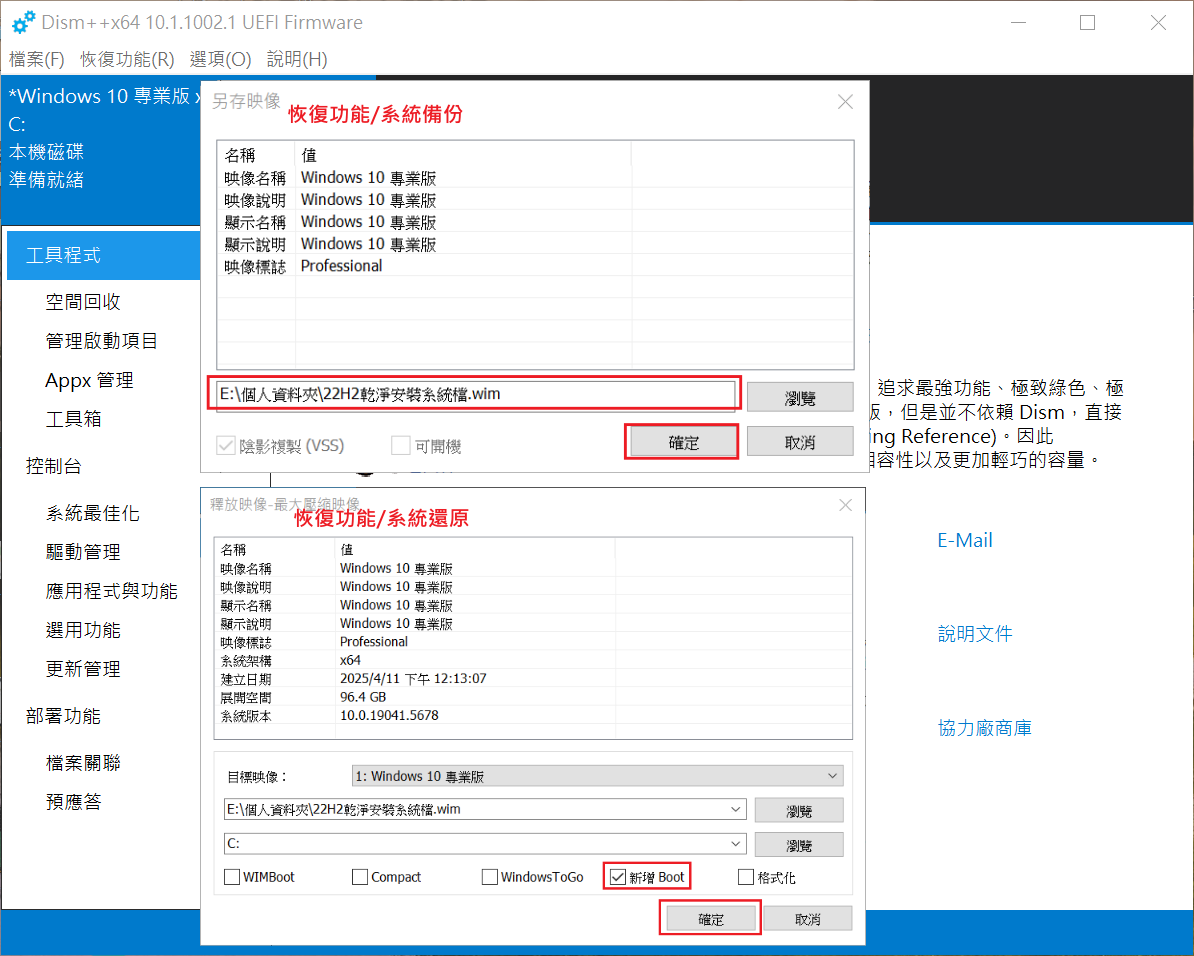 Dism++x64 10.1.1002.1 UEFI Firmware
檔案(F) 恢復功能(R) 選項(O) 說明(H)
*Windows 10 專業版 x
C:
本機磁碟
準備就緒
工具程式
空間回收
管理啟動項目
Appx 管理
工具箱
控制台
系統最佳化
驅動管理
應用程式與功能
選用功能
更新管理
部署功能
檔案關聯
預應答
另存映像
恢復功能/系統備份
名稱 值
映像名稱 Windows 10 專業版
映像說明 Windows 10 專業版
顯示名稱 Windows 10 專業版
顯示說明 Windows 10 專業版
映像標誌 Professional
E:\個人資料夾\22H2乾淨安裝系統檔.wim
瀏覽
陰影複製 (VSS) 可開機 確定 取消
追求最強功能、極致綠色、極
版，但是並不依賴 Dism，直接
ing Reference)。因此
相容性以及更加輕巧的容量。
E-Mail
說明文件
協力廠商庫
釋放映像-最大壓缩映像
恢復功能/系統還原
名稱 值
映像名稱 Windows 10 專業版
映像說明 Windows 10 專業版
顯示名稱 Windows 10 專業版
顯示說明 Windows 10 專業版
映像標誌 Professional
系統架構 x64
建立日期 2025/4/11 下午 12:13:07
展開空間 96.4 GB
系統版本 10.0.19041.5678
目標映像： 1: Windows 10 專業版
E:\個人資料夾\22H2乾淨安裝系統檔.wim 瀏覽
C: 瀏覽
WIMBoot Compact WindowsToGo 新增 Boot 格式化
確定 取消